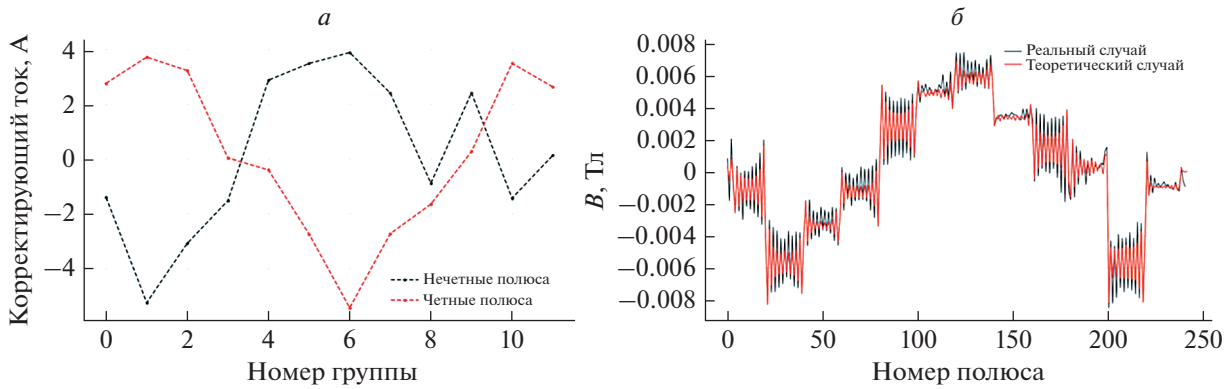 а
Корректирующий ток, А
4
2
0
−2
−4
Нечетные полюса
Четные полюса
0
2
4
6
8
10
Номер группы
б
B, Тл
0.008
0.006
0.004
0.002
0
−0.002
−0.004
−0.006
−0.008
Реальный случай
Теоретический случай
0
50
100
150
200
250
Номер полюса